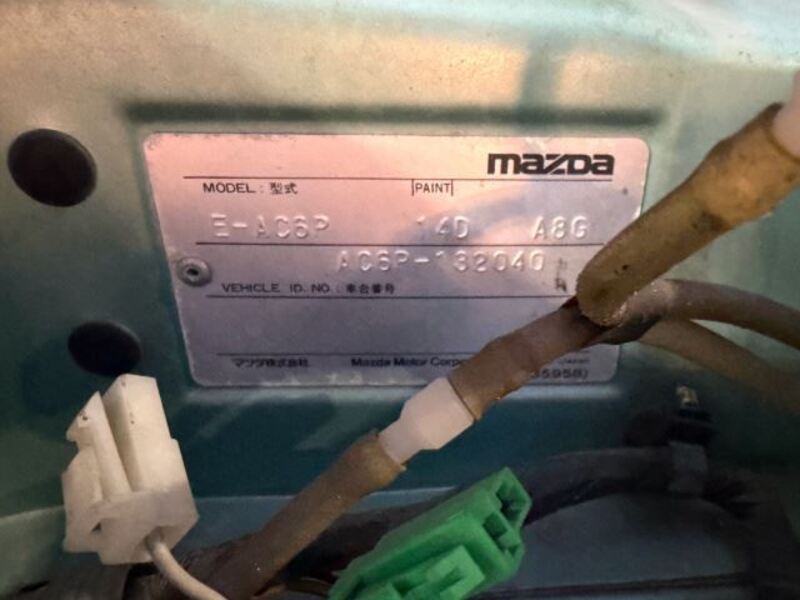 mazda
MODEL : 型式 PAINT
E-AC6P 14D A8G
AC6P-132040
VEHICLE ID. NO : 車台番号
マツダ株式会社 Mazda Motor